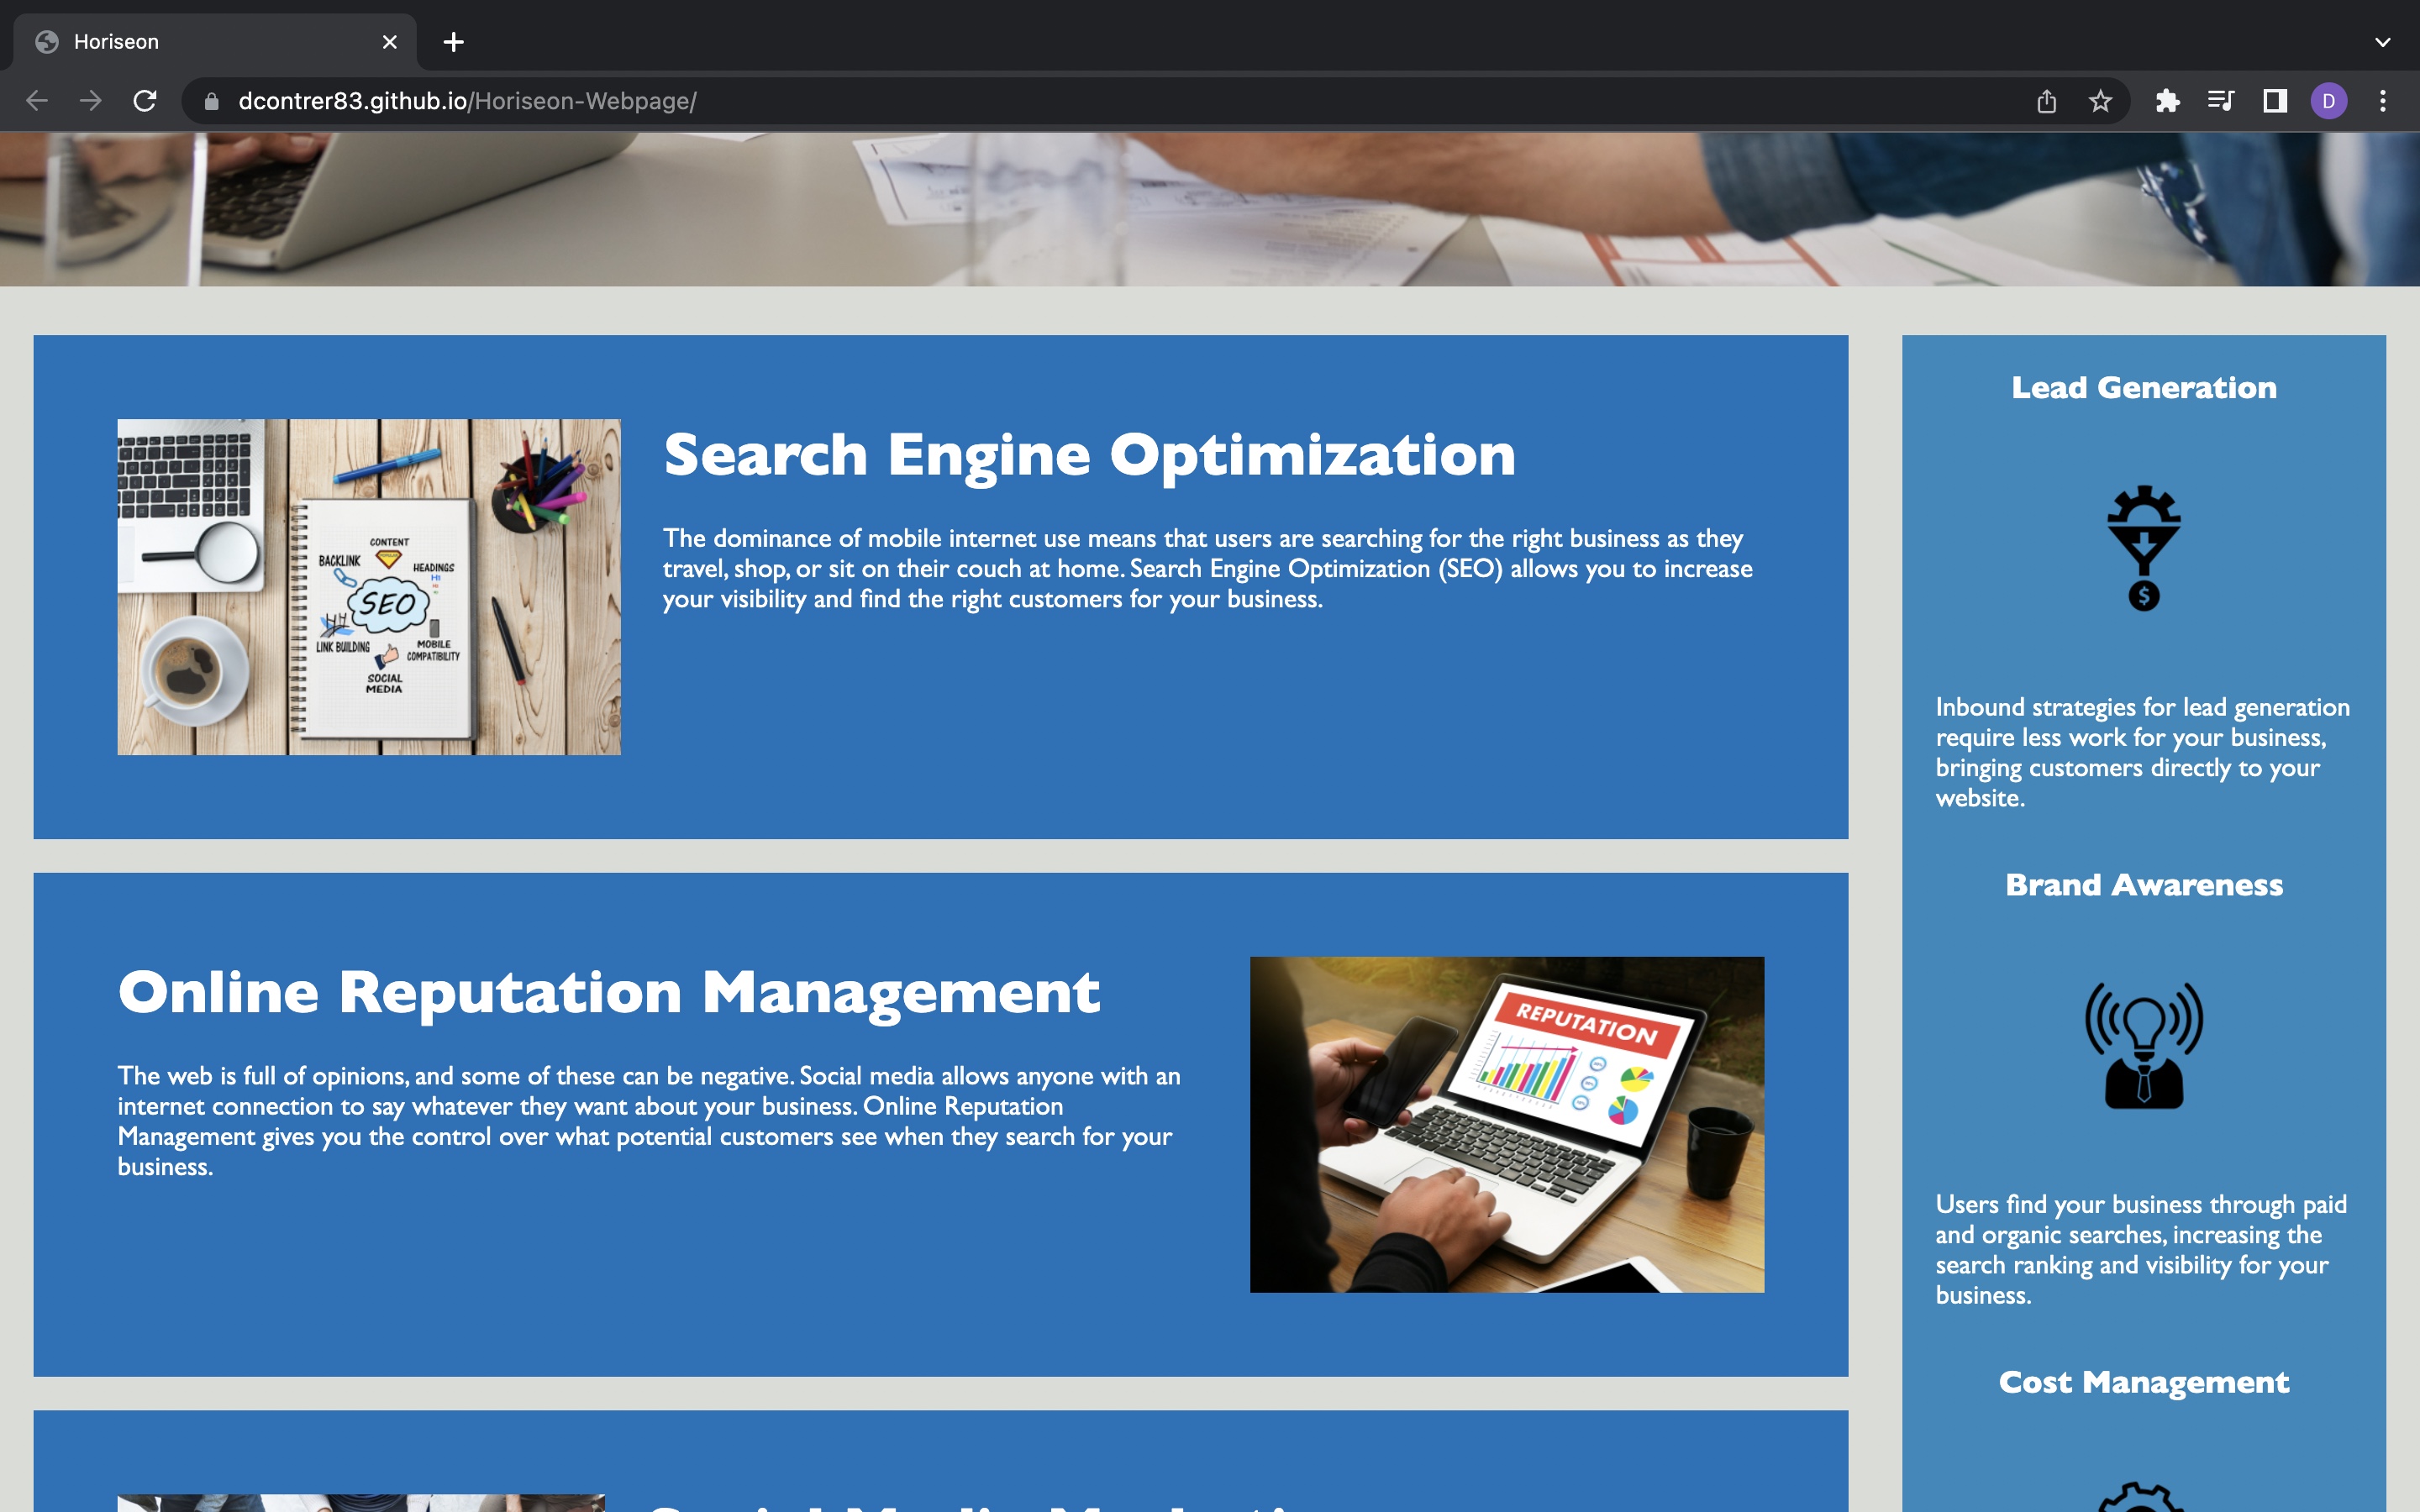 Horiseon
dcontrer83.github.io/Horiseon-Webpage/
D
Search Engine Optimization
The dominance of mobile internet use means that users are searching for the right business as they
travel, shop, or sit on their couch at home. Search Engine Optimization (SEO) allows you to increase
your visibility and find the right customers for your business.
CONTENT
BACKLINK
HEADINGS
H1
SEO
LINK BUILDING
MOBILE
COMPATIBILITY
SOCIAL
MEDIA
Online Reputation Management
The web is full of opinions, and some of these can be negative. Social media allows anyone with an
internet connection to say whatever they want about your business. Online Reputation
Management gives you the control over what potential customers see when they search for your
business.
REPUTATION
Lead Generation
$
Inbound strategies for lead generation
require less work for your business,
bringing customers directly to your
website.
Brand Awareness
Users find your business through paid
and organic searches, increasing the
search ranking and visibility for your
business.
Cost Management